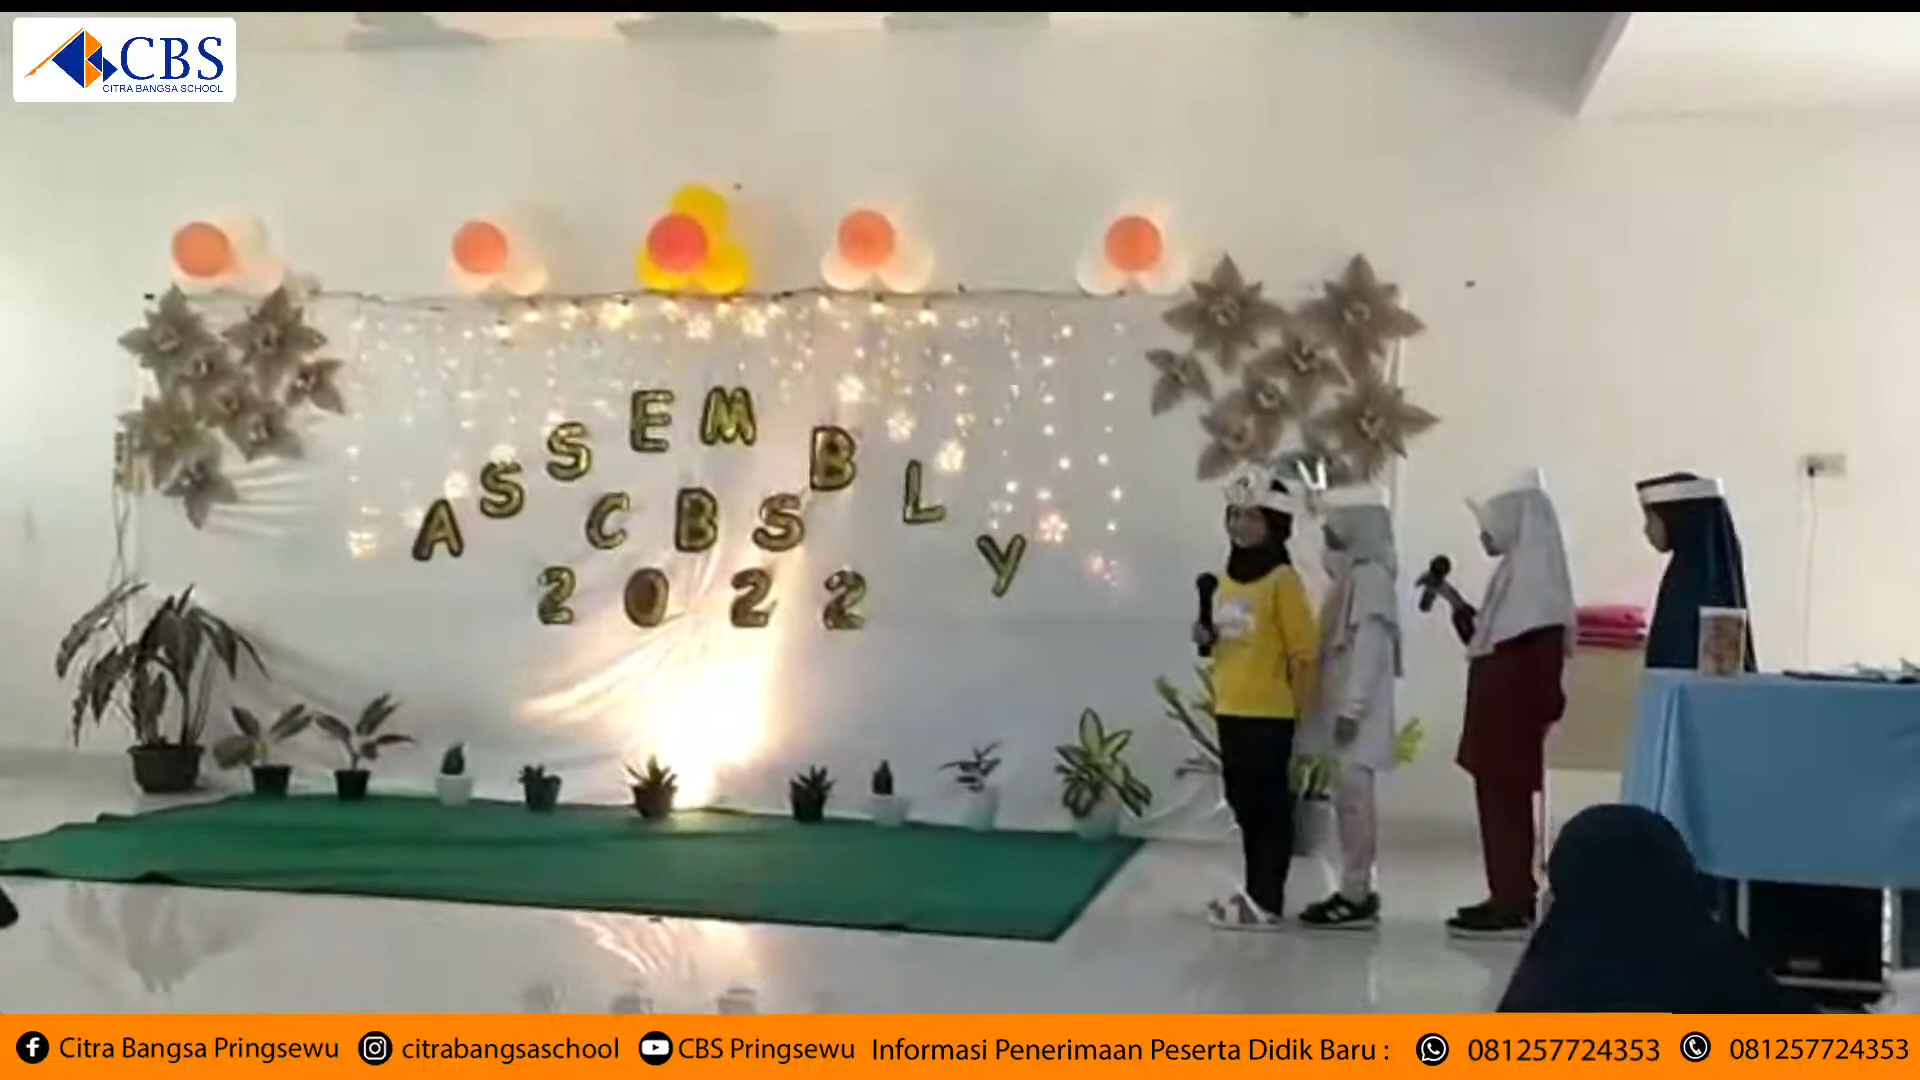 CBS
CITRA BANGSA SCHOOL
ASSEMBLY
CBS
2022
Citra Bangsa Pringsewu
citrabangsaschool
CBS Pringsewu
Informasi Penerimaan Peserta Didik Baru :
081257724353
081257724353